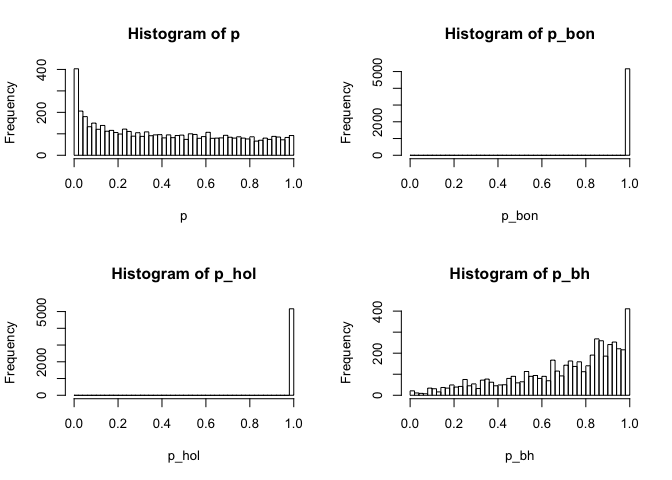 Histogram of p
Frequency
0 200 400
0.0 0.2 0.4 0.6 0.8 1.0
p
Histogram of p_bon
Frequency
0 2000 5000
0.0 0.2 0.4 0.6 0.8 1.0
p_bon
Histogram of p_hol
Frequency
0 2000 5000
0.0 0.2 0.4 0.6 0.8 1.0
p_hol
Histogram of p_bh
Frequency
0 200 400
0.0 0.2 0.4 0.6 0.8 1.0
p_bh